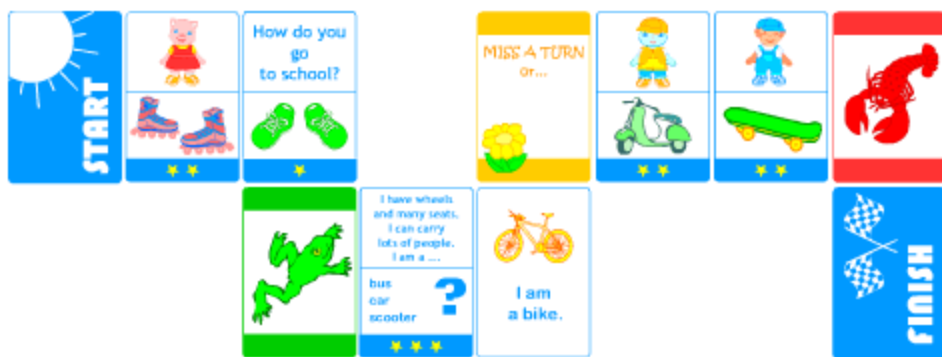 START
How do you
go
to school?
MISS A TURN
or...
I have wheels
and many seats.
I can carry
lots of people.
I am a ....
bus
car
scooter
?
I am
a bike.
FINISH